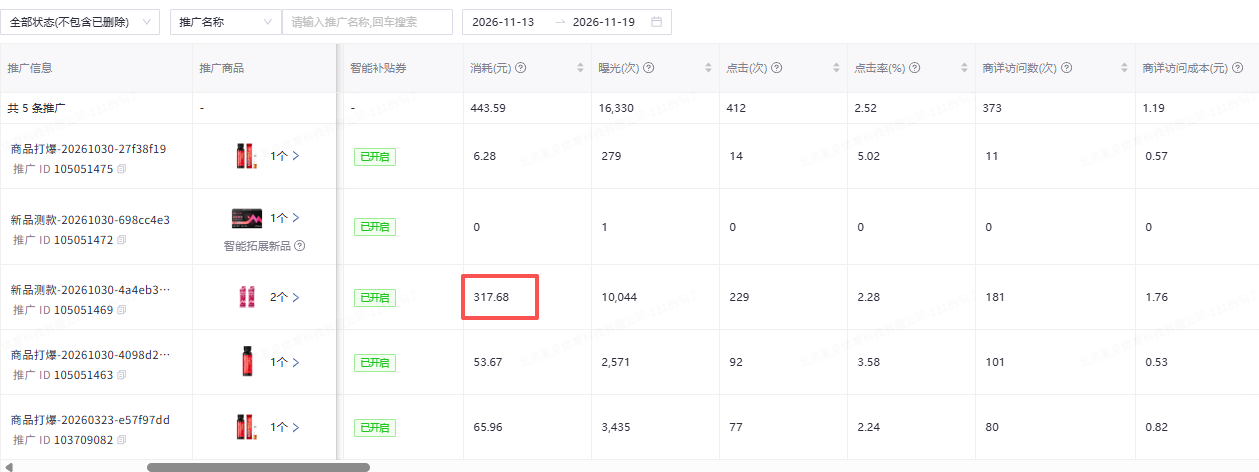 全部状态(不包含已删除) 推广名称 请输入推广名称,回车搜索 2026-11-13 → 2026-11-19
推广信息 推广商品 智能补贴券 消耗(元) 曝光(次) 点击(次) 点击率(%) 商详访问数(次) 商详访问成本(元)
共 5 条推广 - - 443.59 16,330 412 2.52 373 1.19
商品打爆-20261030-27f38f19
推广 ID 105051475 1个 已开启 6.28 279 14 5.02 11 0.57
新品测款-20261030-698cc4e3
推广 ID 105051472 1个 已开启 0 1 0 0 0 0
智能拓展新品
新品测款-20261030-4a4eb3…
推广 ID 105051469 2个 已开启 317.68 10,044 229 2.28 181 1.76
商品打爆-20261030-4098d2…
推广 ID 105051463 1个 已开启 53.67 2,571 92 3.58 101 0.53
商品打爆-20260323-e57f97dd
推广 ID 103709082 1个 已开启 65.96 3,435 77 2.24 80 0.82